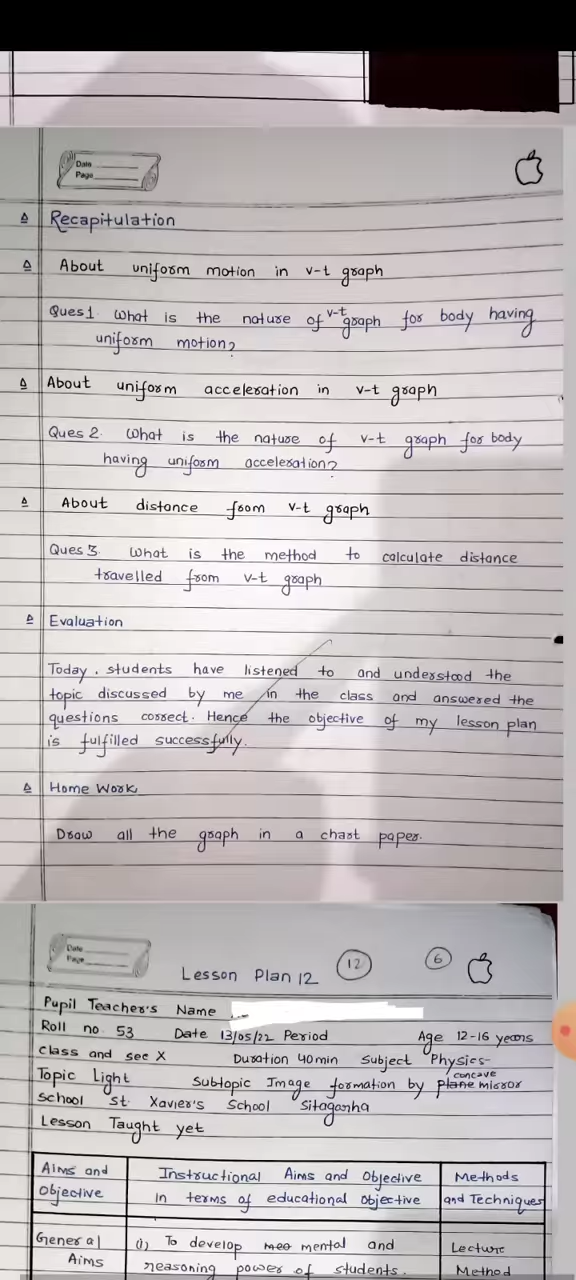 Date
Page
Recapitulation
About uniform motion in v-t graph
Ques 1. What is the nature of v-t graph for body having
uniform motion?
About uniform acceleration in v-t graph
Ques 2. What is the nature of v-t graph for body
having uniform acceleration?
About distance from v-t graph
Ques 3. What is the method to calculate distance
travelled from v-t graph
Evaluation
Today, students have listened to and understood the
topic discussed by me in the class and answered the
questions correct. Hence the objective of my lesson plan
is fulfilled successfully.
Home Work
Draw all the graph in a chart paper.
Date
Page
Lesson Plan 12 12 6
Pupil Teacher's Name
Roll no 53 Date 13/05/22 Period Age 12-16 years
Class and sec X Duration 40min Subject Physics
Topic Light Subtopic Image formation by plane concave mirror
School St. Xavier's School Sitagarha
Lesson Taught yet
Aims and Objective Instructional Aims and Objective in terms of educational objective Methods and Techniques
General Aims (i) To develop mental and reasoning power of students. Lecture Method